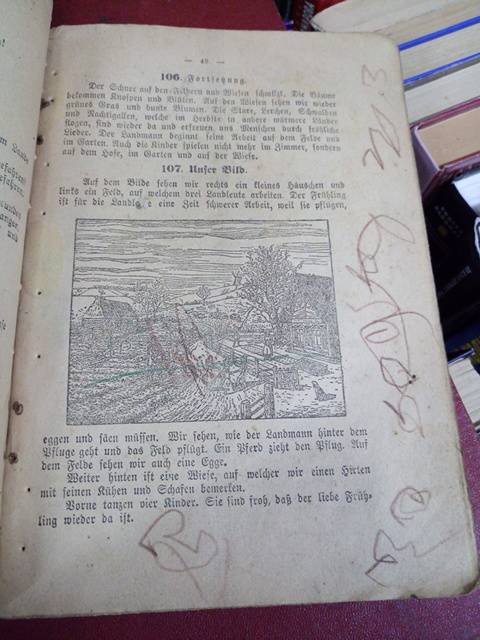 — 49 —
106. Fortsetzung.
Der Schnee auf den Feldern und Wiesen schmilzt. Die Bäume
bekommen Knospen und Blüten. Auf den Wiesen sehen wir wieder
grünes Gras und bunte Blumen. Die Stare, Lerchen, Schwalben
und Nachtigallen, welche im Herbste in andere wärmere Länder
flogen, sind wieder da und erfreuen uns Menschen durch fröhliche
Lieder. Der Landmann beginnt seine Arbeit auf dem Felde und
im Garten. Auch die Kinder spielen nicht mehr im Zimmer, sondern
auf dem Hofe, im Garten und auf der Wiese.
107. Unser Bild.
Auf dem Bilde sehen wir rechts ein kleines Häuschen und
links ein Feld, auf welchem drei Landleute arbeiten. Der Frühling
ist für die eine Zeit schwerer Arbeit, weil sie pflügen,
eggen und säen müssen. Wir sehen, wie der Landmann hinter dem
Pfluge geht und das Feld pflügt. Ein Pferd zieht den Pflug. Auf
dem Felde sehen wir auch eine Egge.
Weiter hinten ist eine Wiese, auf welcher wir einen Hirten
mit seinen Kühen und Schafen bemerken.
Vorne tanzen vier Kinder. Sie sind froh, daß der liebe Früh-
ling wieder da ist.